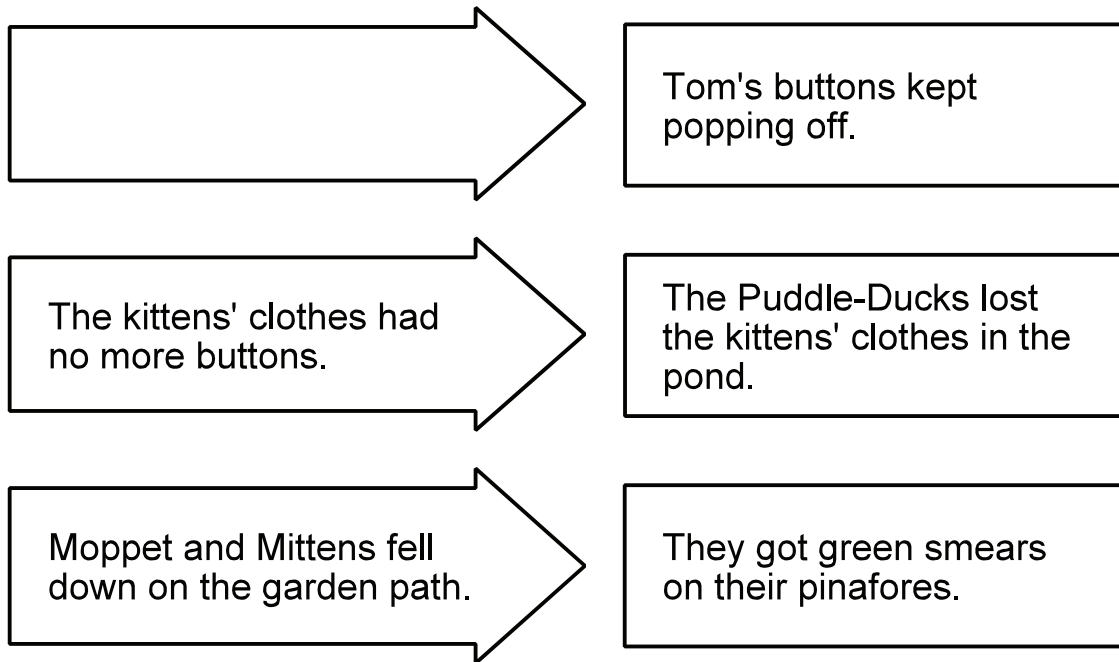 Tom's buttons kept
popping off.
The kittens' clothes had
no more buttons.
The Puddle-Ducks lost
the kittens' clothes in the
pond.
Moppet and Mittens fell
down on the garden path.
They got green smears
on their pinafores.